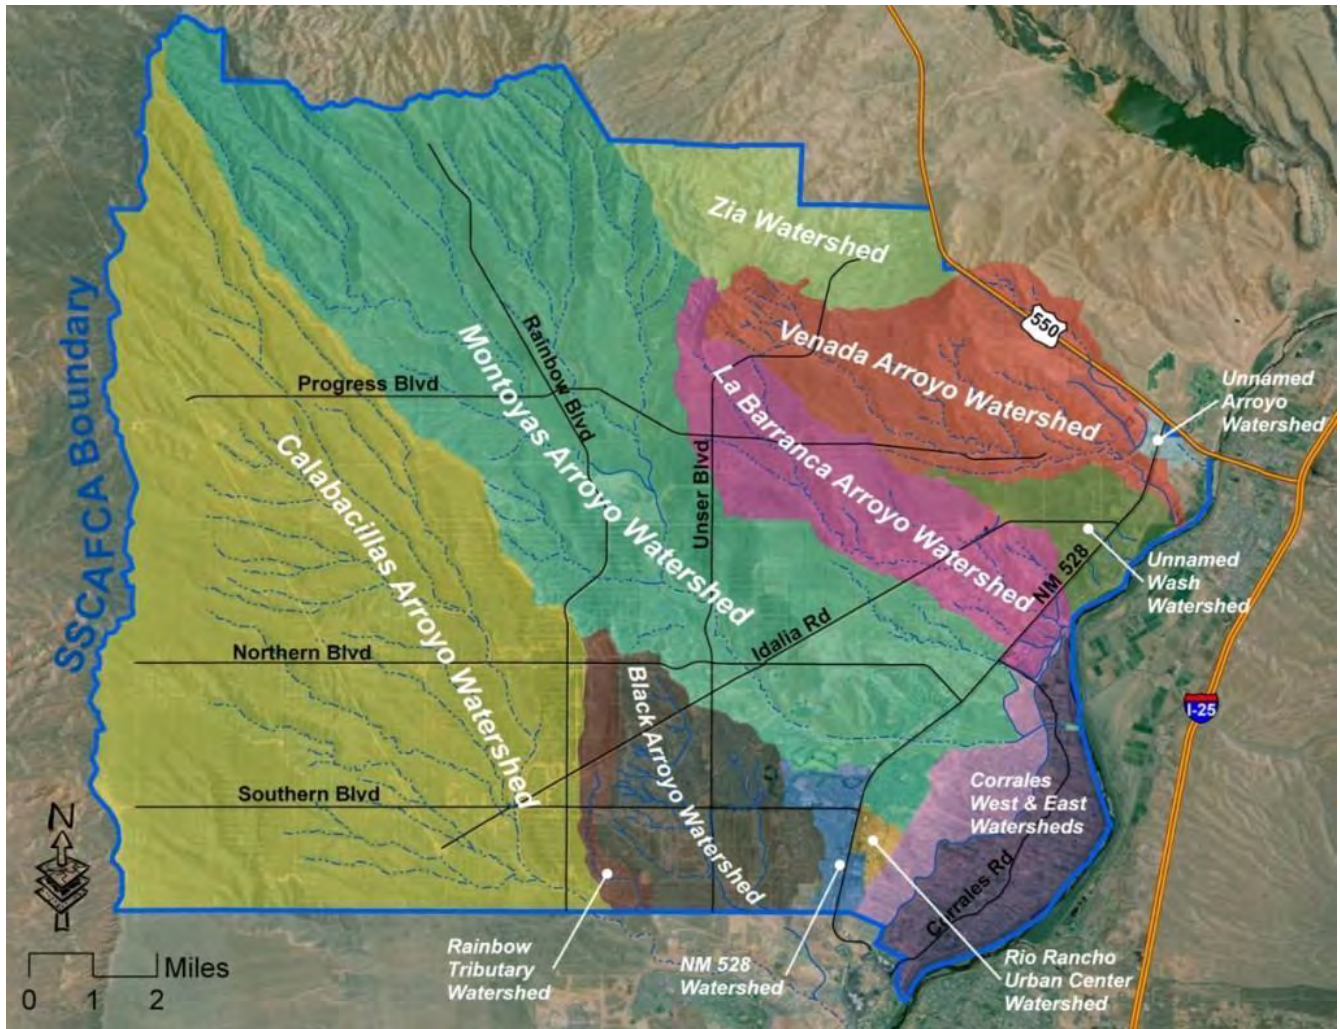 Zia Watershed
550
Venada Arroyo Watershed
Unnamed
Arroyo
Watershed
SSCAFCA Boundary
Rainbow Blvd
Progress Blvd
Montoyas Arroyo Watershed
La Barranca Arroyo Watershed
Calabacillas Arroyo Watershed
Unser Blvd
NM 528
Unnamed
Wash
Watershed
Idalia Rd
Northern Blvd
Black Arroyo Watershed
I-25
Southern Blvd
Corrales
West & East
Watersheds
Corrales Rd
N
Rainbow
Tributary
Watershed
NM 528
Watershed
Rio Rancho
Urban Center
Watershed
Miles
0 1 2